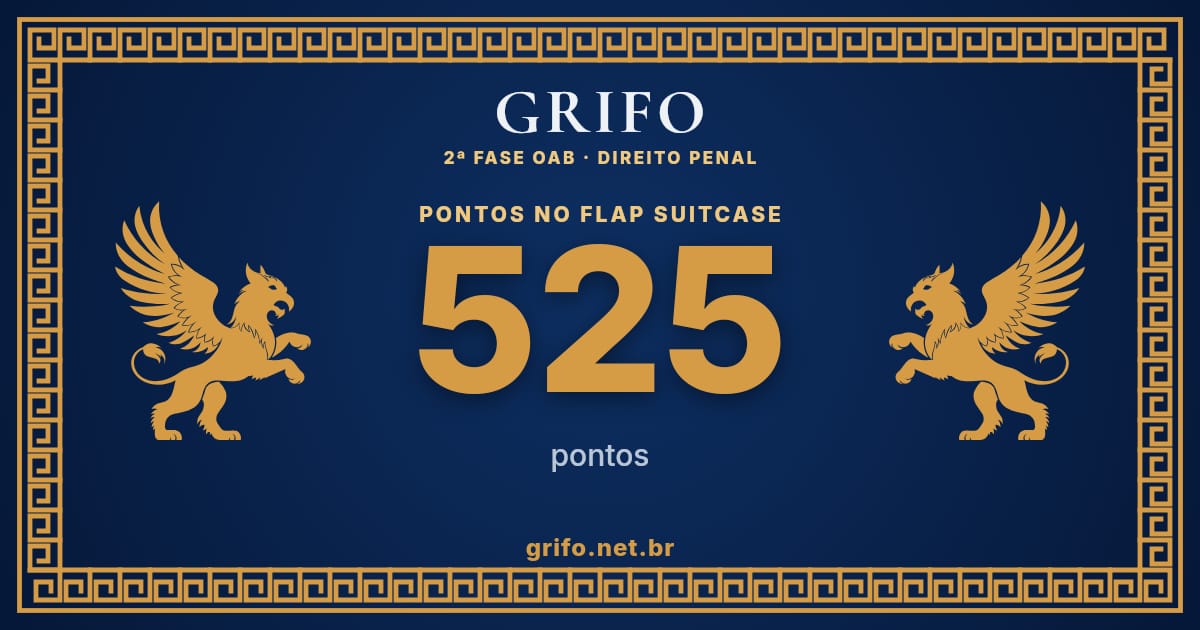 GRIFO
2ª FASE OAB · DIREITO PENAL
PONTOS NO FLAP SUITCASE
525
pontos
grifo.net.br